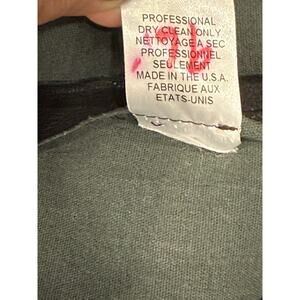 PROFESSIONAL
DRY CLEAN ONLY
NETTOYAGE A SEC
PROFESSIONNEL
SEULEMENT
MADE IN THE U.S.A.
FABRIQUE AUX
ETATS-UNIS